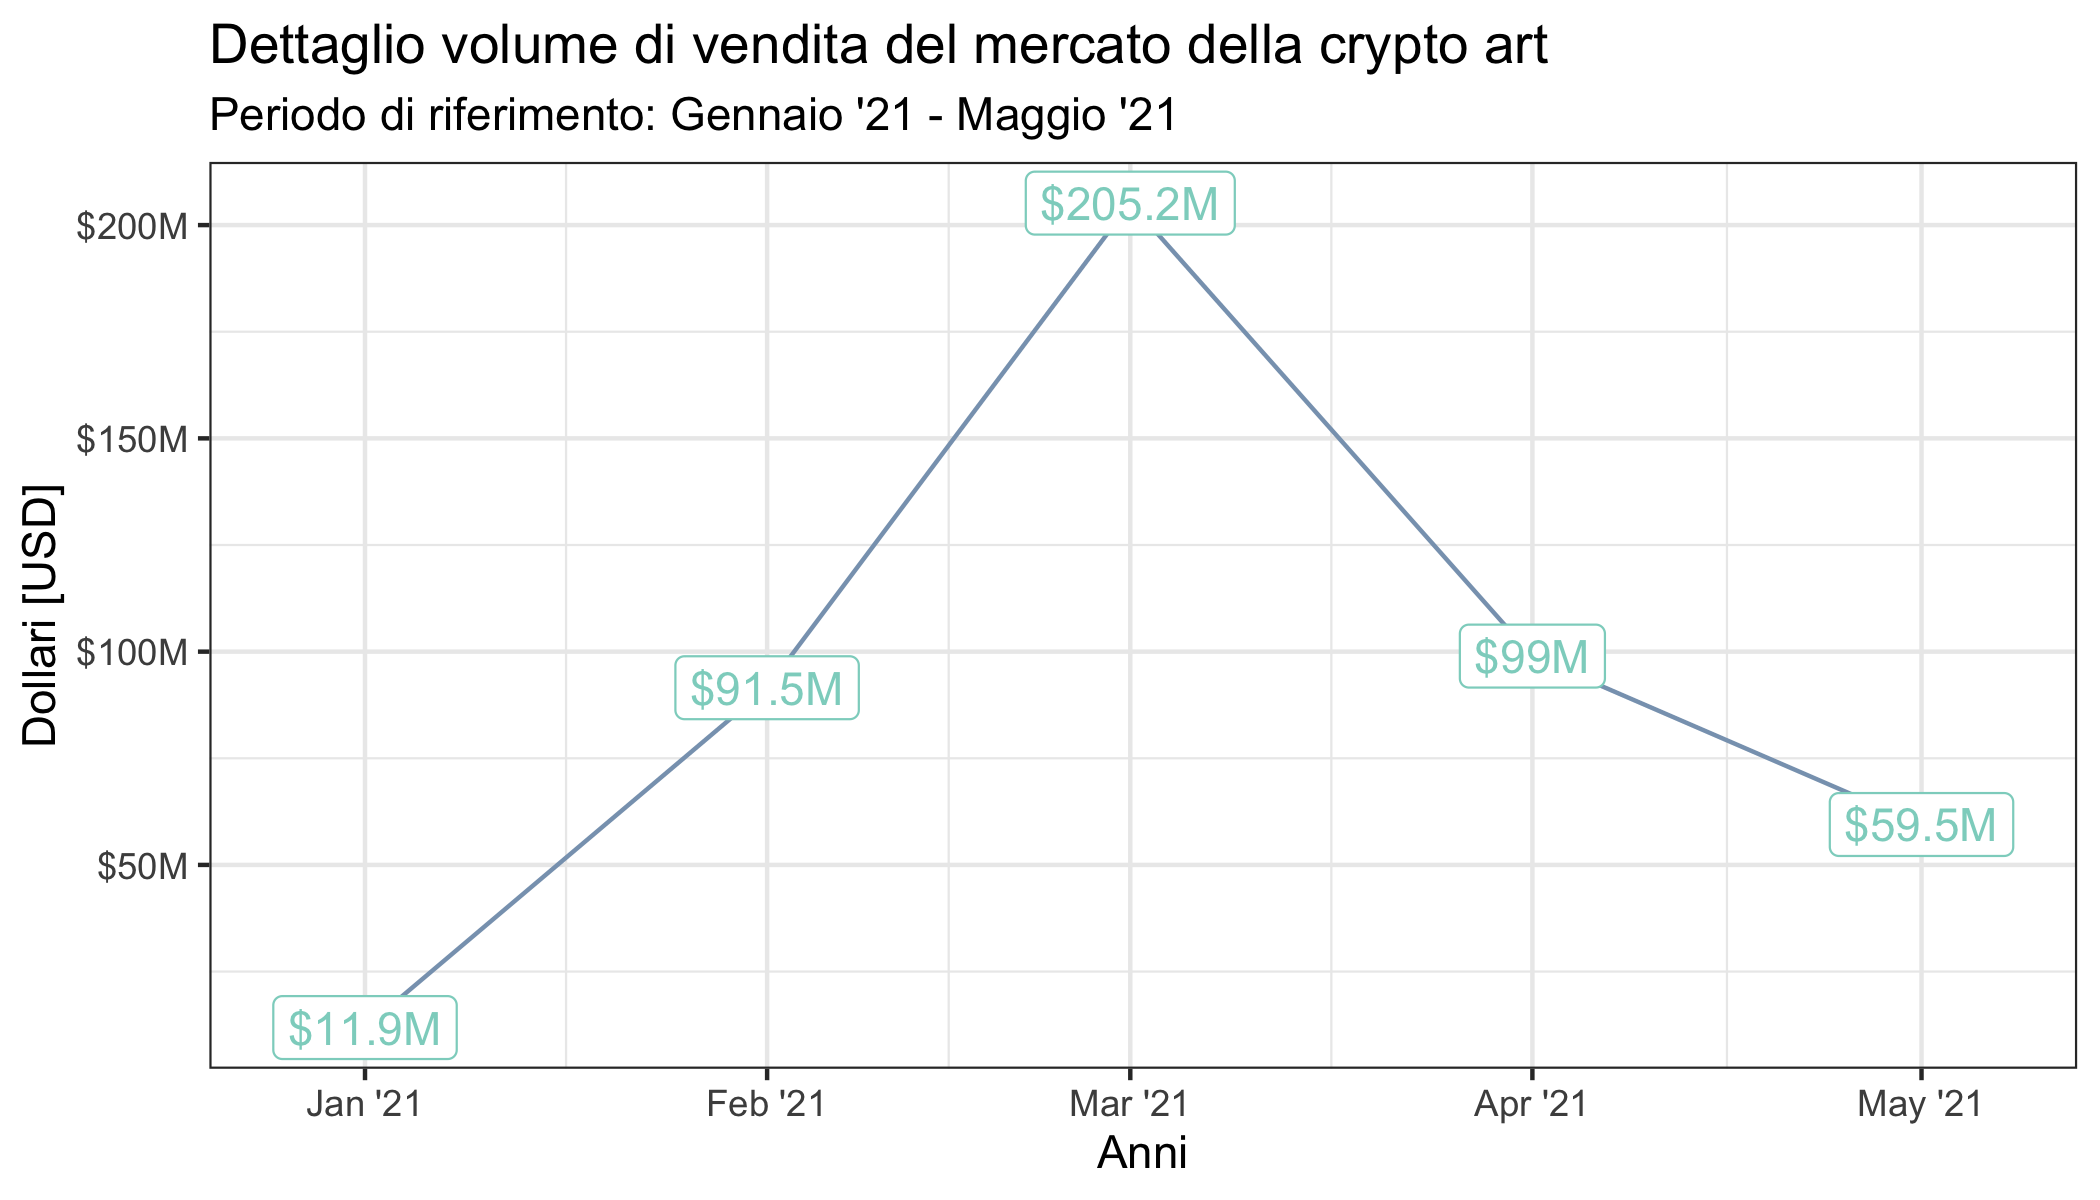 Dettaglio volume di vendita del mercato della crypto art
Periodo di riferimento: Gennaio '21 - Maggio '21
Dollari [USD]
$200M
$150M
$100M
$50M
$205.2M
$91.5M
$99M
$59.5M
$11.9M
Jan '21 Feb '21 Mar '21 Apr '21 May '21
Anni